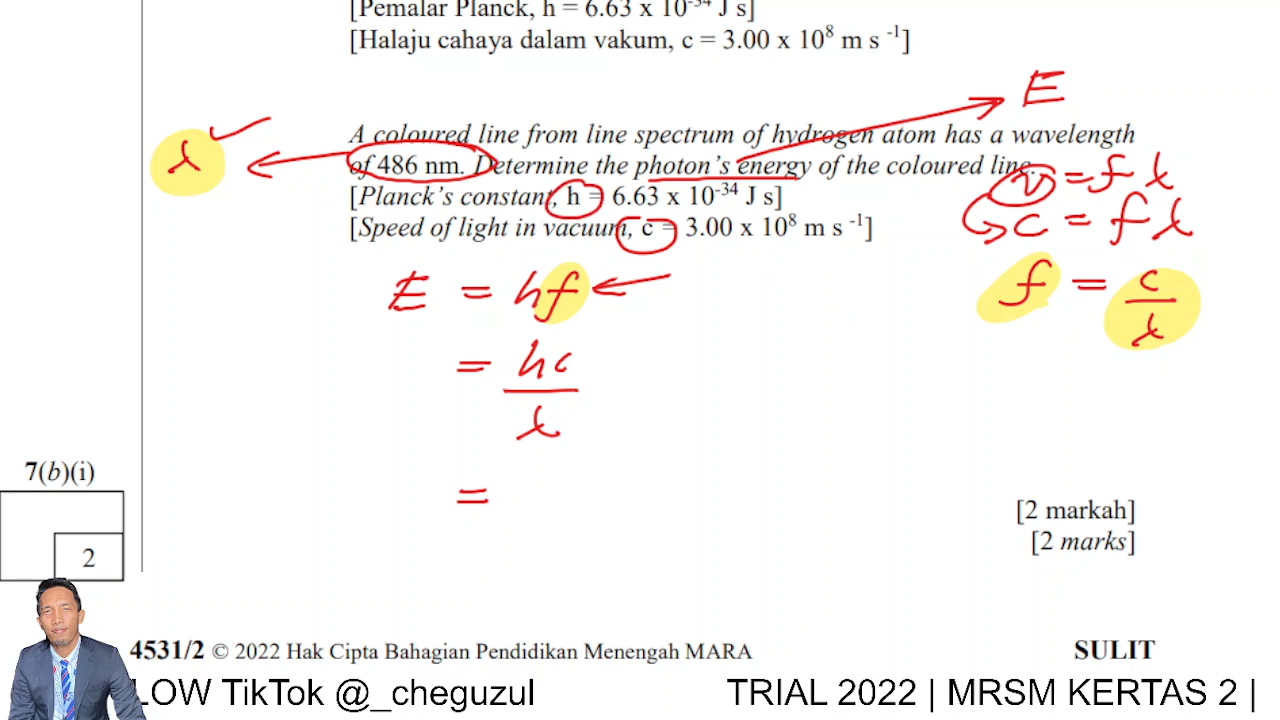 [Pemalar Planck, h = 6.63 x 10⁻³⁴ J s]
[Halaju cahaya dalam vakum, c = 3.00 x 10⁸ m s ⁻¹]
E
A coloured line from line spectrum of hydrogen atom has a wavelength
λ
of 486 nm. Determine the photon's energy of the coloured line.
v = f λ
[Planck's constant, h = 6.63 x 10⁻³⁴ J s]
[Speed of light in vacuum, c = 3.00 x 10⁸ m s ⁻¹]
c = f λ
E = hf
f = c/λ
= hc/λ
7(b)(i)
=
[2 markah]
[2 marks]
2
4531/2 © 2022 Hak Cipta Bahagian Pendidikan Menengah MARA
SULIT
LOW TikTok @_cheguzul
TRIAL 2022 | MRSM KERTAS 2 |